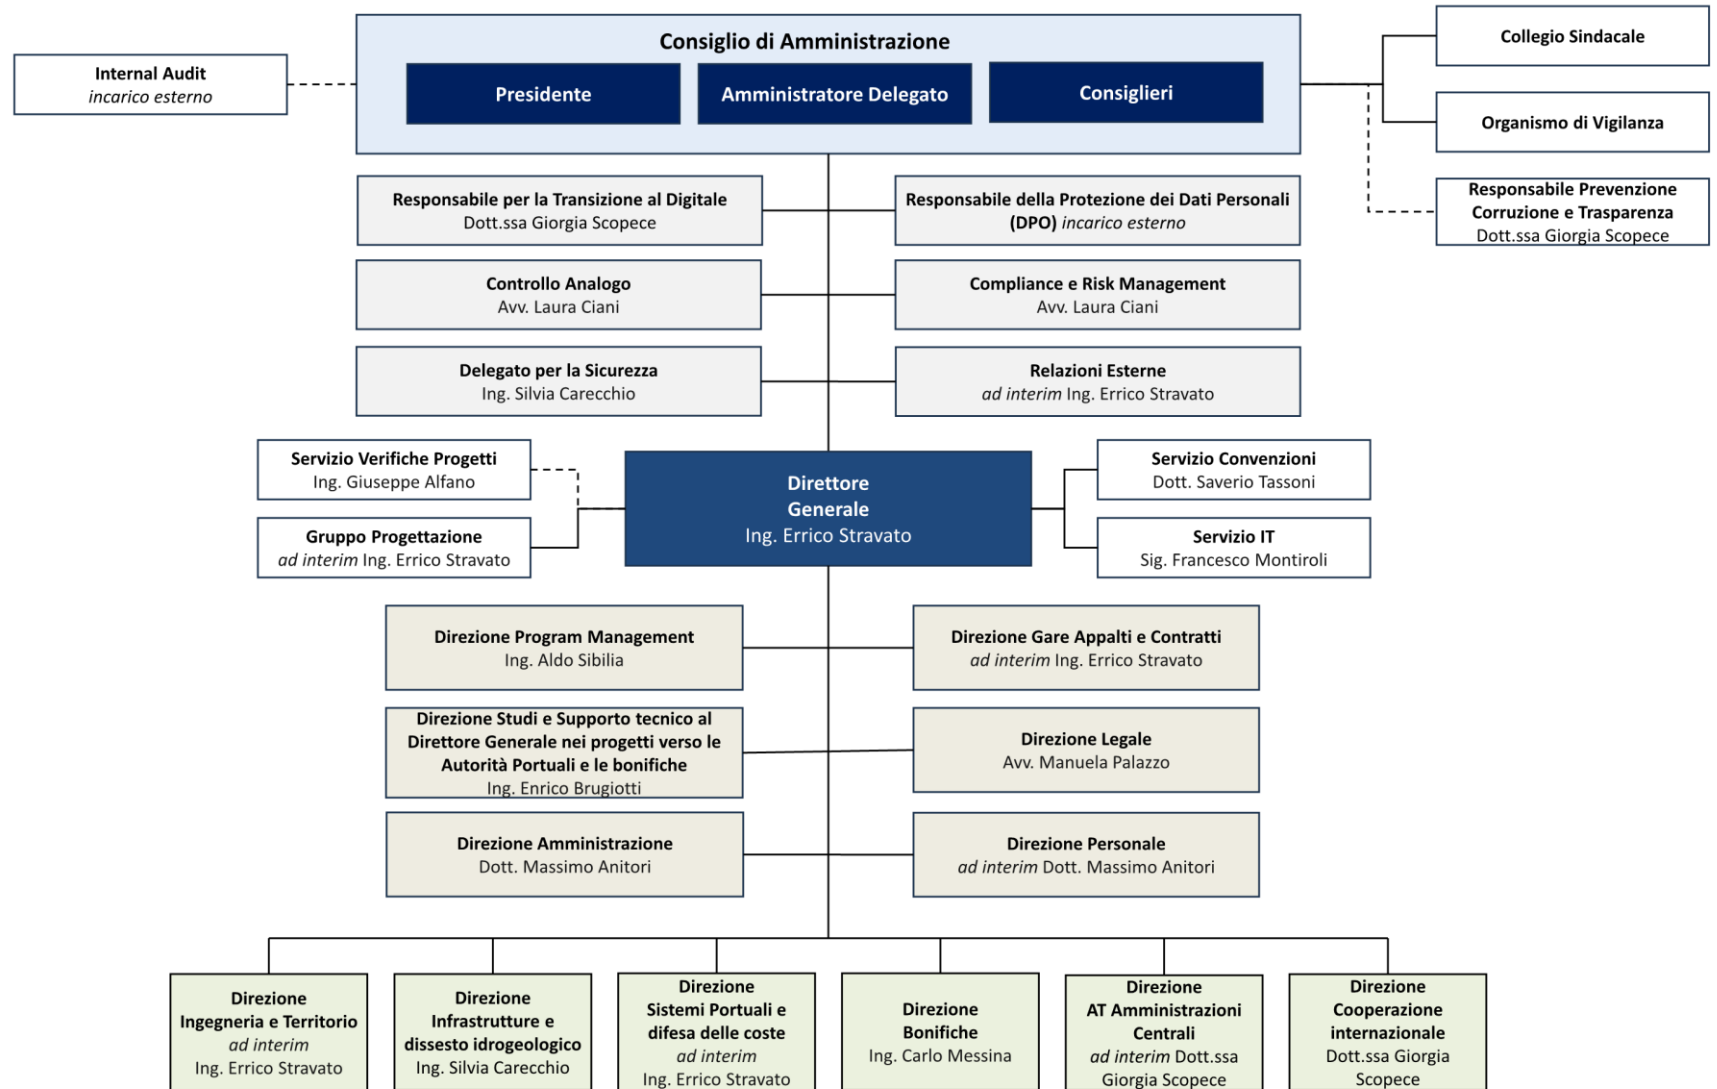 Consiglio di Amministrazione
Presidente
Amministratore Delegato
Consiglieri
Internal Audit
incarico esterno
Collegio Sindacale
Organismo di Vigilanza
Responsabile Prevenzione
Corruzione e Trasparenza
Dott.ssa Giorgia Scopece
Responsabile per la Transizione al Digitale
Dott.ssa Giorgia Scopece
Responsabile della Protezione dei Dati Personali
(DPO) incarico esterno
Controllo Analogo
Avv. Laura Ciani
Compliance e Risk Management
Avv. Laura Ciani
Delegato per la Sicurezza
Ing. Silvia Carecchio
Relazioni Esterne
ad interim Ing. Errico Stravato
Servizio Verifiche Progetti
Ing. Giuseppe Alfano
Gruppo Progettazione
ad interim Ing. Errico Stravato
Direttore
Generale
Ing. Errico Stravato
Servizio Convenzioni
Dott. Saverio Tassoni
Servizio IT
Sig. Francesco Montiroli
Direzione Program Management
Ing. Aldo Sibilia
Direzione Gare Appalti e Contratti
ad interim Ing. Errico Stravato
Direzione Studi e Supporto tecnico al
Direttore Generale nei progetti verso le
Autorità Portuali e le bonifiche
Ing. Enrico Brugiotti
Direzione Legale
Avv. Manuela Palazzo
Direzione Amministrazione
Dott. Massimo Anitori
Direzione Personale
ad interim Dott. Massimo Anitori
Direzione
Ingegneria e Territorio
ad interim
Ing. Errico Stravato
Direzione
Infrastrutture e
dissesto idrogeologico
Ing. Silvia Carecchio
Direzione
Sistemi Portuali e
difesa delle coste
ad interim
Ing. Errico Stravato
Direzione
Bonifiche
Ing. Carlo Messina
Direzione
AT Amministrazioni
Centrali
ad interim Dott.ssa
Giorgia Scopece
Direzione
Cooperazione
internazionale
Dott.ssa Giorgia
Scopece